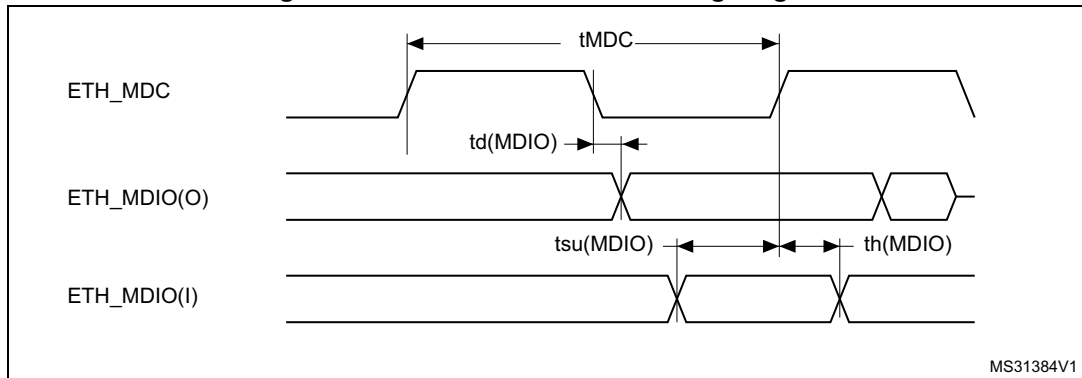 tMDC
ETH_MDC
td(MDIO)
ETH_MDIO(O)
tsu(MDIO)
th(MDIO)
ETH_MDIO(I)
MS31384V1